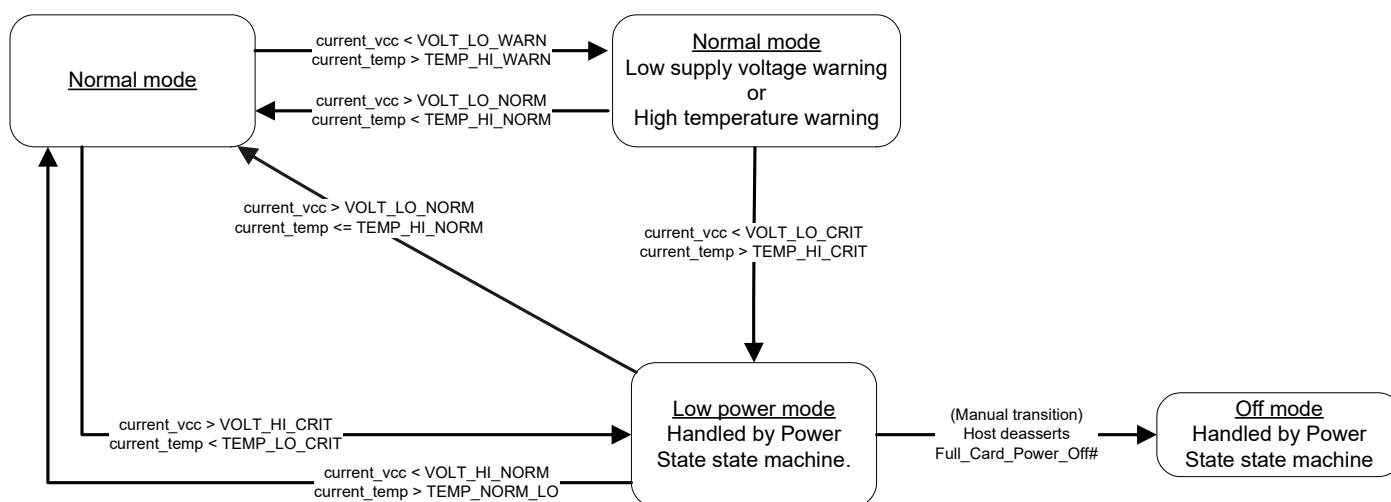 Normal mode
current_vcc < VOLT_LO_WARN
current_temp > TEMP_HI_WARN
current_vcc > VOLT_LO_NORM
current_temp < TEMP_HI_NORM
Normal mode
Low supply voltage warning
or
High temperature warning
current_vcc > VOLT_LO_NORM
current_temp <= TEMP_HI_NORM
current_vcc < VOLT_LO_CRIT
current_temp > TEMP_HI_CRIT
current_vcc > VOLT_HI_CRIT
current_temp < TEMP_LO_CRIT
current_vcc < VOLT_HI_NORM
current_temp > TEMP_NORM_LO
Low power mode
Handled by Power
State state machine.
(Manual transition)
Host deasserts
Full_Card_Power_Off#
Off mode
Handled by Power
State state machine